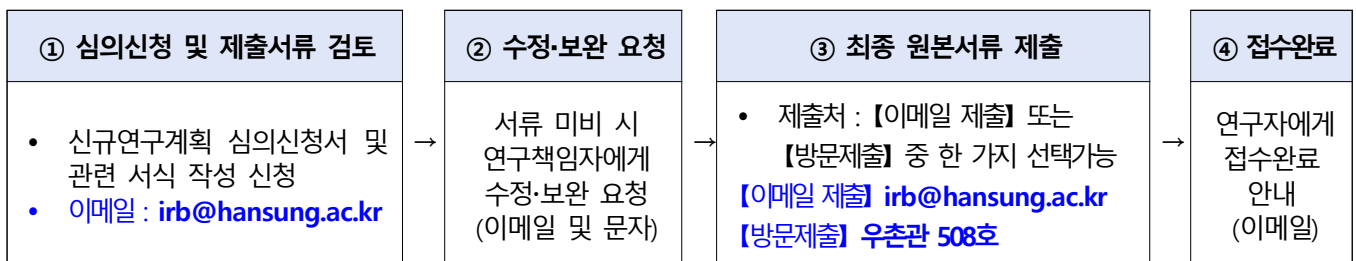 ① 심의신청 및 제출서류 검토
• 신규연구계획 심의신청서 및
관련 서식 작성 신청
• 이메일 : irb@hansung.ac.kr
→
② 수정·보완 요청
서류 미비 시
연구책임자에게
수정·보완 요청
(이메일 및 문자)
→
③ 최종 원본서류 제출
• 제출처 :【이메일 제출】또는
【방문제출】중 한 가지 선택가능
【이메일 제출】irb@hansung.ac.kr
【방문제출】우촌관 508호
→
④ 접수완료
연구자에게
접수완료
안내
(이메일)